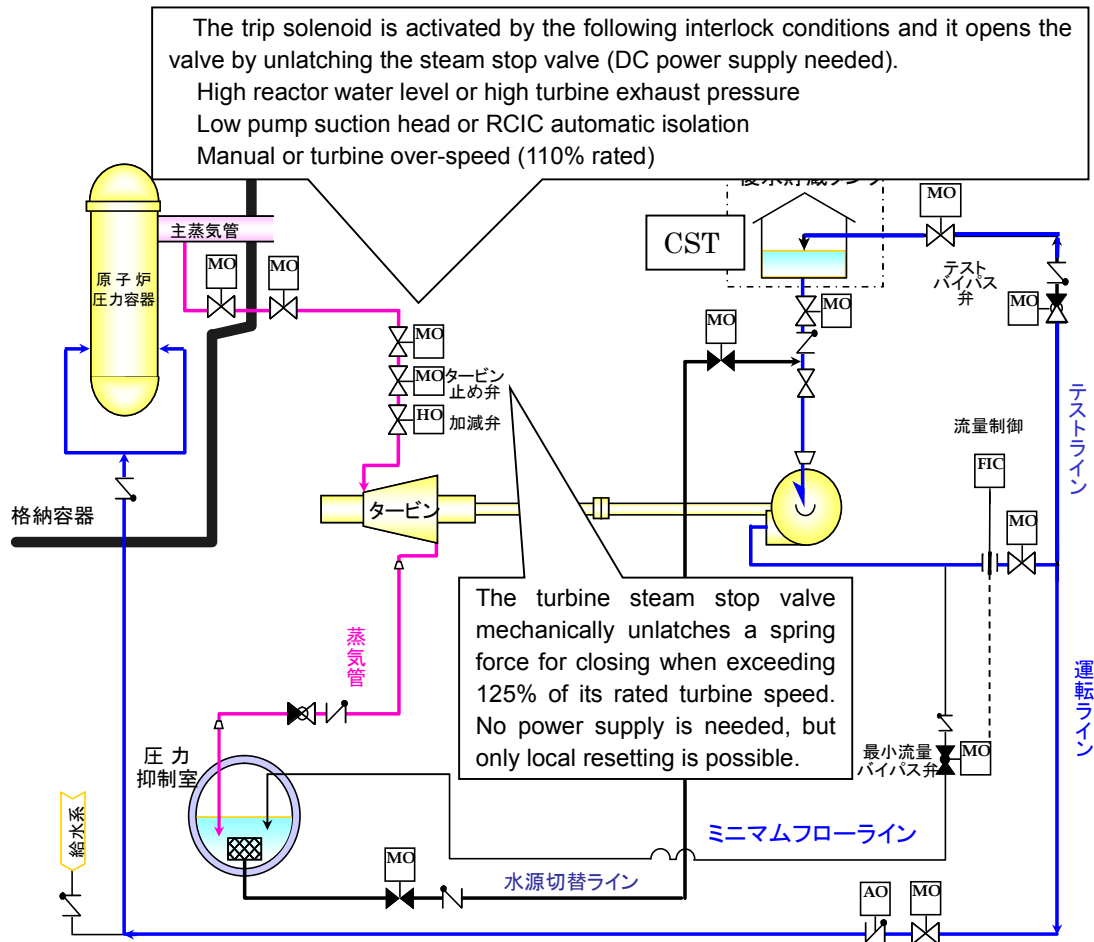 The trip solenoid is activated by the following interlock conditions and it opens the
valve by unlatching the steam stop valve (DC power supply needed).
High reactor water level or high turbine exhaust pressure
Low pump suction head or RCIC automatic isolation
Manual or turbine over-speed (110% rated)
MO
CST
主蒸気管
MO
MO
原子炉
圧力容器
テスト
バイパス
弁
MO
MO
MO
MO
MO
タービン
止め弁
HO
加減弁
テストライン
流量制御
FIC
タービン
格納容器
MO
The turbine steam stop valve
mechanically unlatches a spring
force for closing when exceeding
125% of its rated turbine speed.
No power supply is needed, but
only local resetting is possible.
蒸気管
運転ライン
圧力
抑制室
最小流量
バイパス弁
MO
給水系
ミニマムフローライン
MO
水源切替ライン
AO
MO